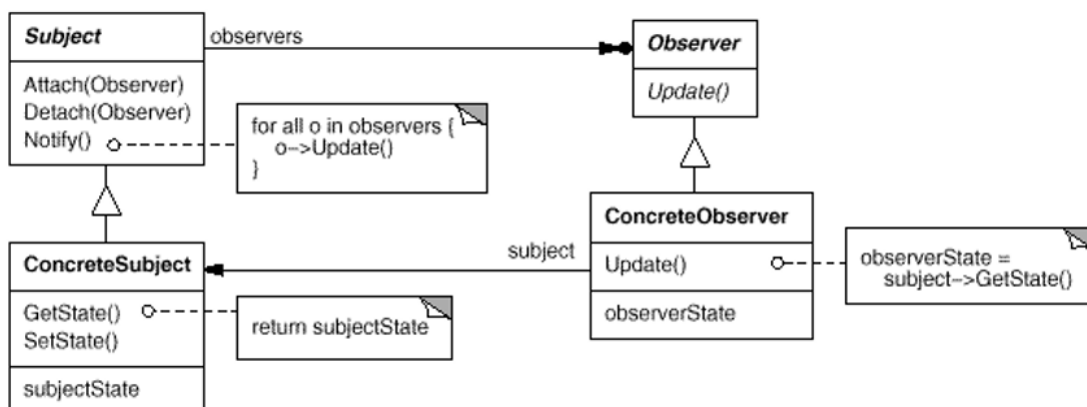 Subject
Attach(Observer)
Detach(Observer)
Notify()
observers
Observer
Update()
for all o in observers {
o->Update()
}
ConcreteSubject
GetState()
SetState()
subjectState
return subjectState
subject
ConcreteObserver
Update()
observerState
observerState =
subject->GetState()